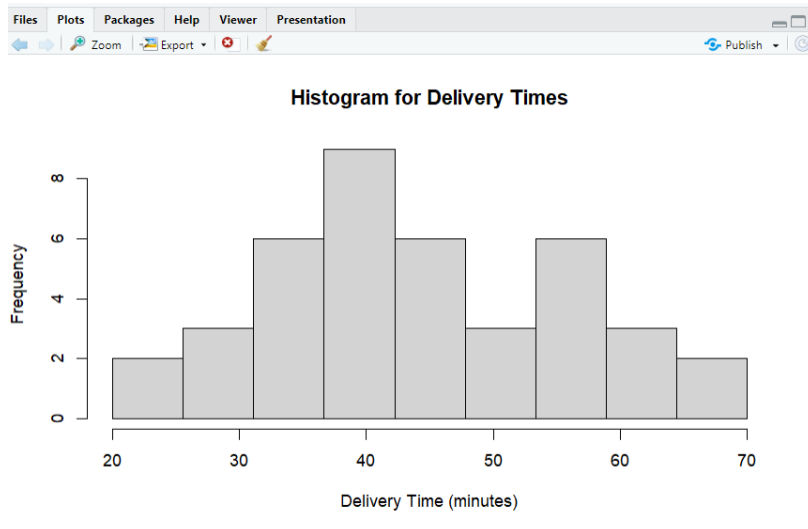 Files Plots Packages Help Viewer Presentation
Zoom Export Publish
Histogram for Delivery Times
Frequency
8
6
4
2
0
20 30 40 50 60 70
Delivery Time (minutes)